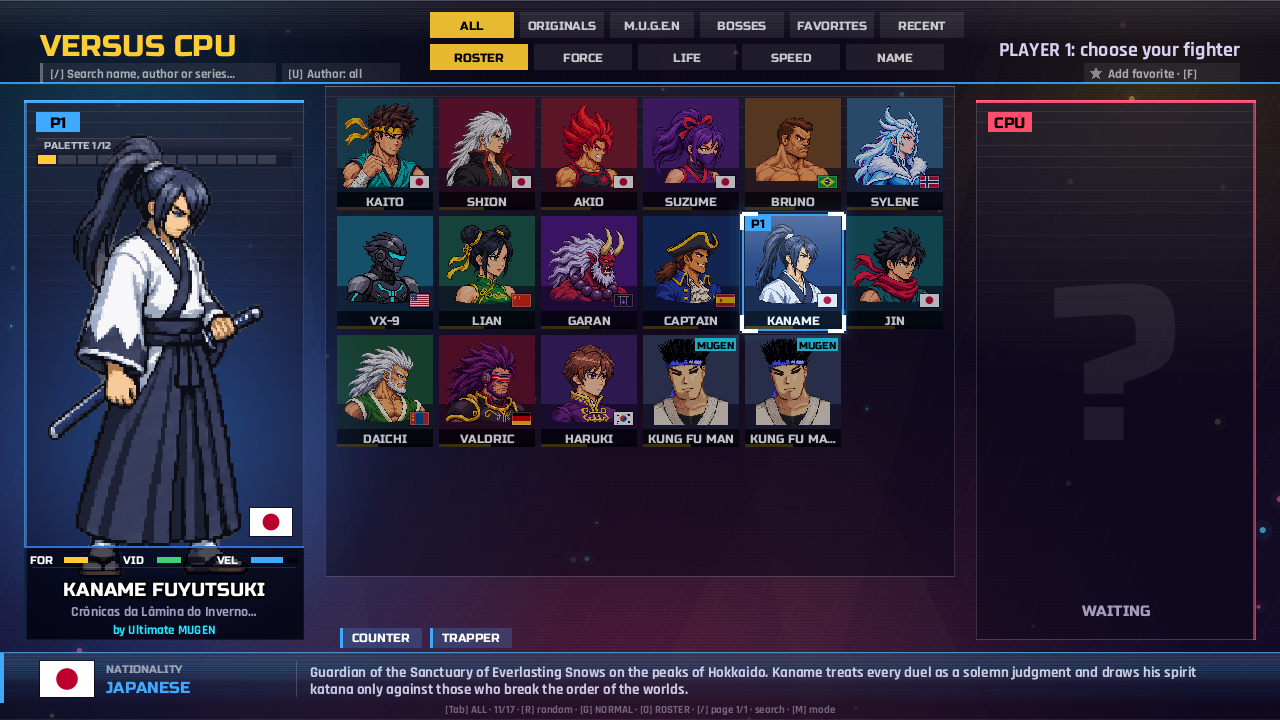 VERSUS CPU
[/] Search name, author or series...
[U] Author: all
ALL
ORIGINALS
M.U.G.E.N
BOSSES
FAVORITES
RECENT
ROSTER
FORCE
LIFE
SPEED
NAME
PLAYER 1: choose your fighter
Add favorite · [F]
P1
PALETTE 1/12
FOR
VID
VEL
KANAME FUYUTSUKI
Crônicas da Lâmina do Inverno...
by Ultimate MUGEN
KAITO
SHION
AKIO
SUZUME
BRUNO
SYLENE
P1
VX-9
LIAN
GARAN
CAPTAIN
KANAME
JIN
MUGEN
MUGEN
DAICHI
VALDRIC
HARUKI
KUNG FU MAN
KUNG FU MA...
CPU
?
WAITING
COUNTER
TRAPPER
NATIONALITY
JAPANESE
Guardian of the Sanctuary of Everlasting Snows on the peaks of Hokkaido. Kaname treats every duel as a solemn judgment and draws his spirit
katana only against those who break the order of the worlds.
[Tab] ALL · 11/17 · [R] random · [G] NORMAL · [O] ROSTER · [/] page 1/1 · search · [M] mode